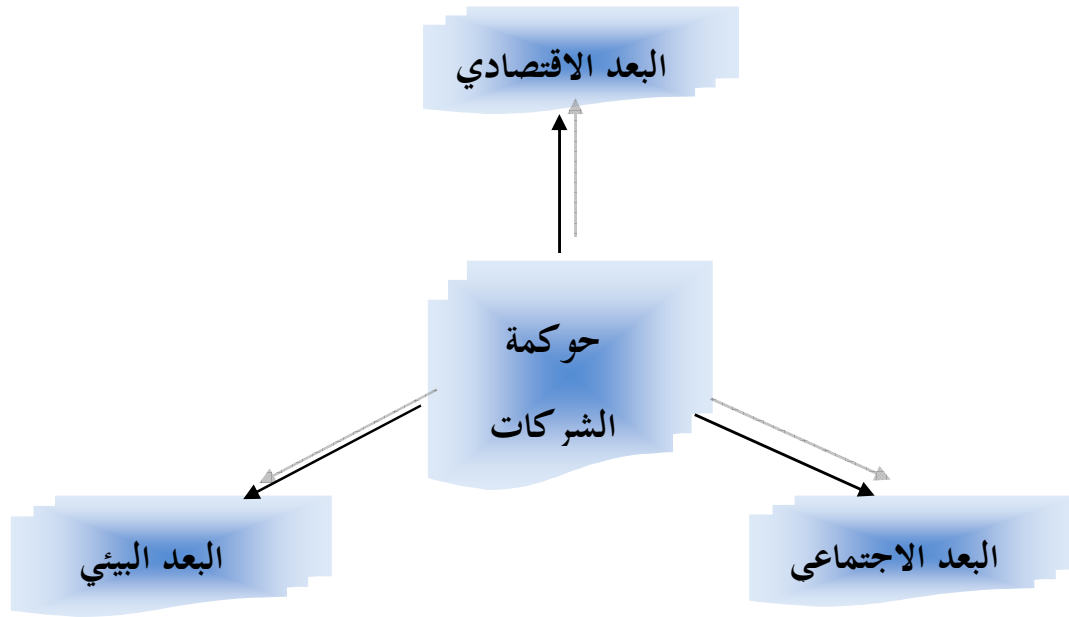 البعد الاقتصادي
حوكمة
الشركات
البعد الاجتماعي
البعد البيئي